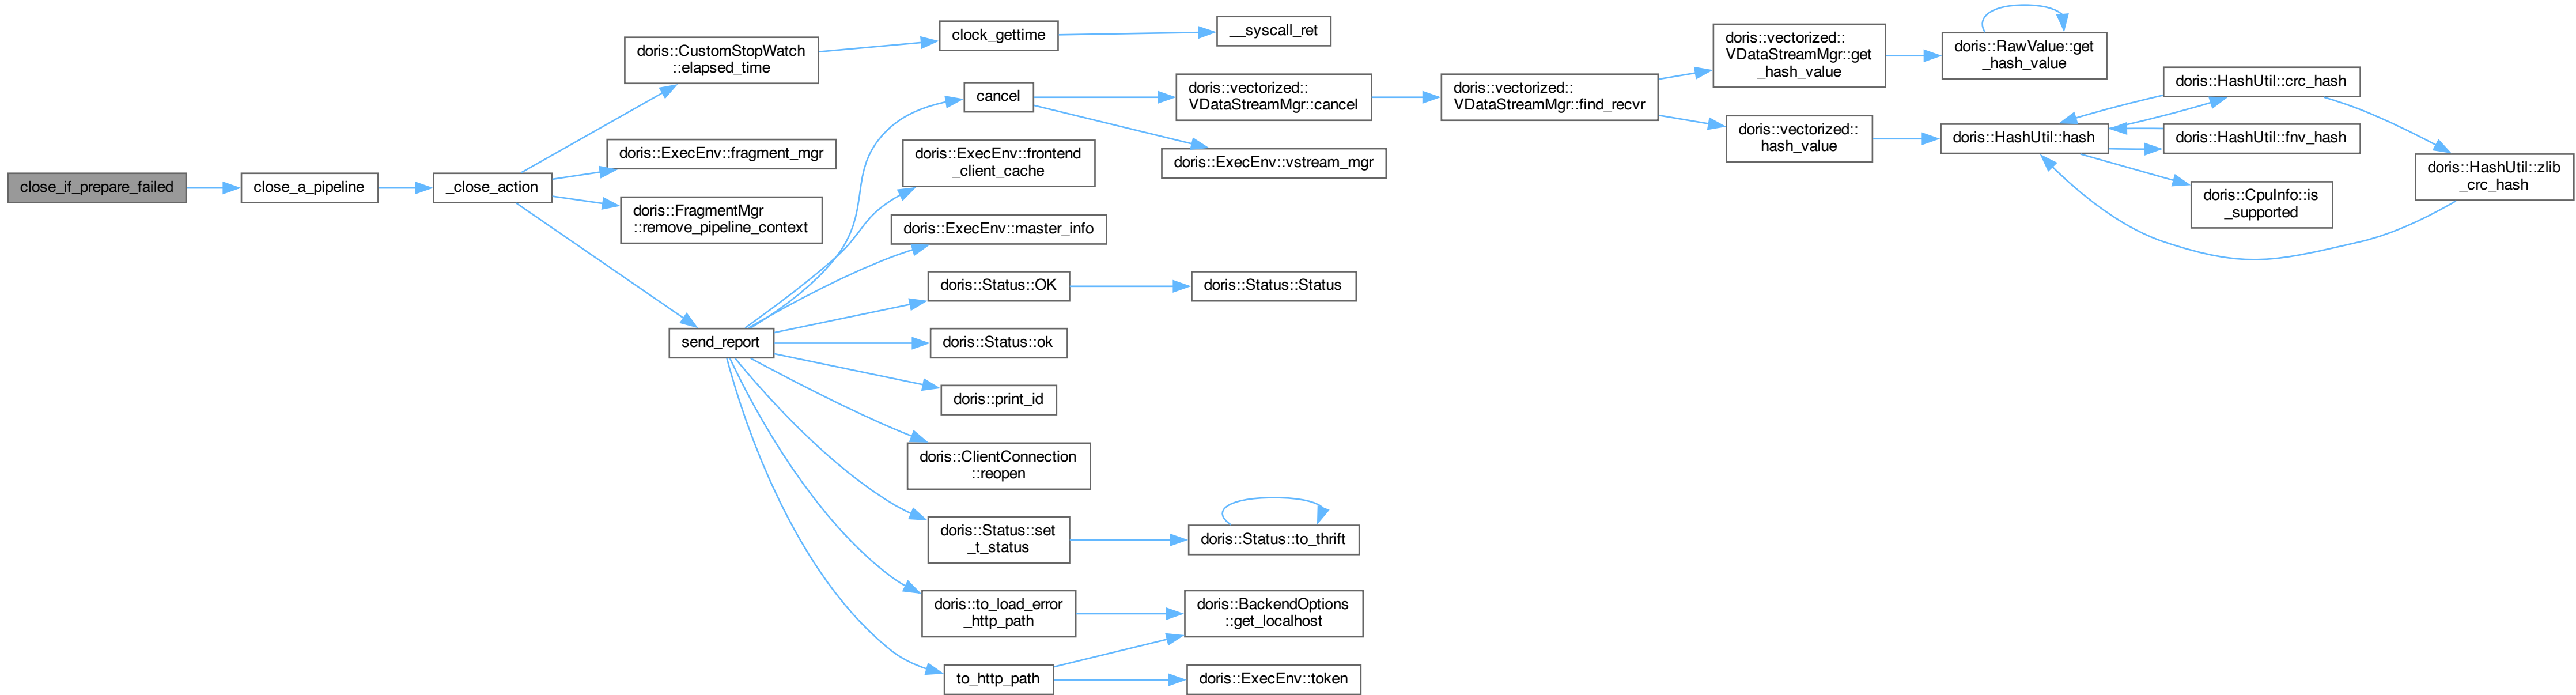 close_if_prepare_failed
close_a_pipeline
_close_action
doris::CustomStopWatch
::elapsed_time
clock_gettime
__syscall_ret
doris::ExecEnv::fragment_mgr
doris::FragmentMgr
::remove_pipeline_context
send_report
cancel
doris::vectorized::
VDataStreamMgr::cancel
doris::vectorized::
VDataStreamMgr::find_recvr
doris::vectorized::
VDataStreamMgr::get
_hash_value
doris::RawValue::get
_hash_value
doris::vectorized::
hash_value
doris::HashUtil::hash
doris::HashUtil::crc_hash
doris::HashUtil::fnv_hash
doris::CpuInfo::is
_supported
doris::HashUtil::zlib
_crc_hash
doris::ExecEnv::vstream_mgr
doris::ExecEnv::frontend
_client_cache
doris::ExecEnv::master_info
doris::Status::OK
doris::Status::Status
doris::Status::ok
doris::print_id
doris::ClientConnection
::reopen
doris::Status::set
_t_status
doris::Status::to_thrift
doris::to_load_error
_http_path
doris::BackendOptions
::get_localhost
to_http_path
doris::ExecEnv::token